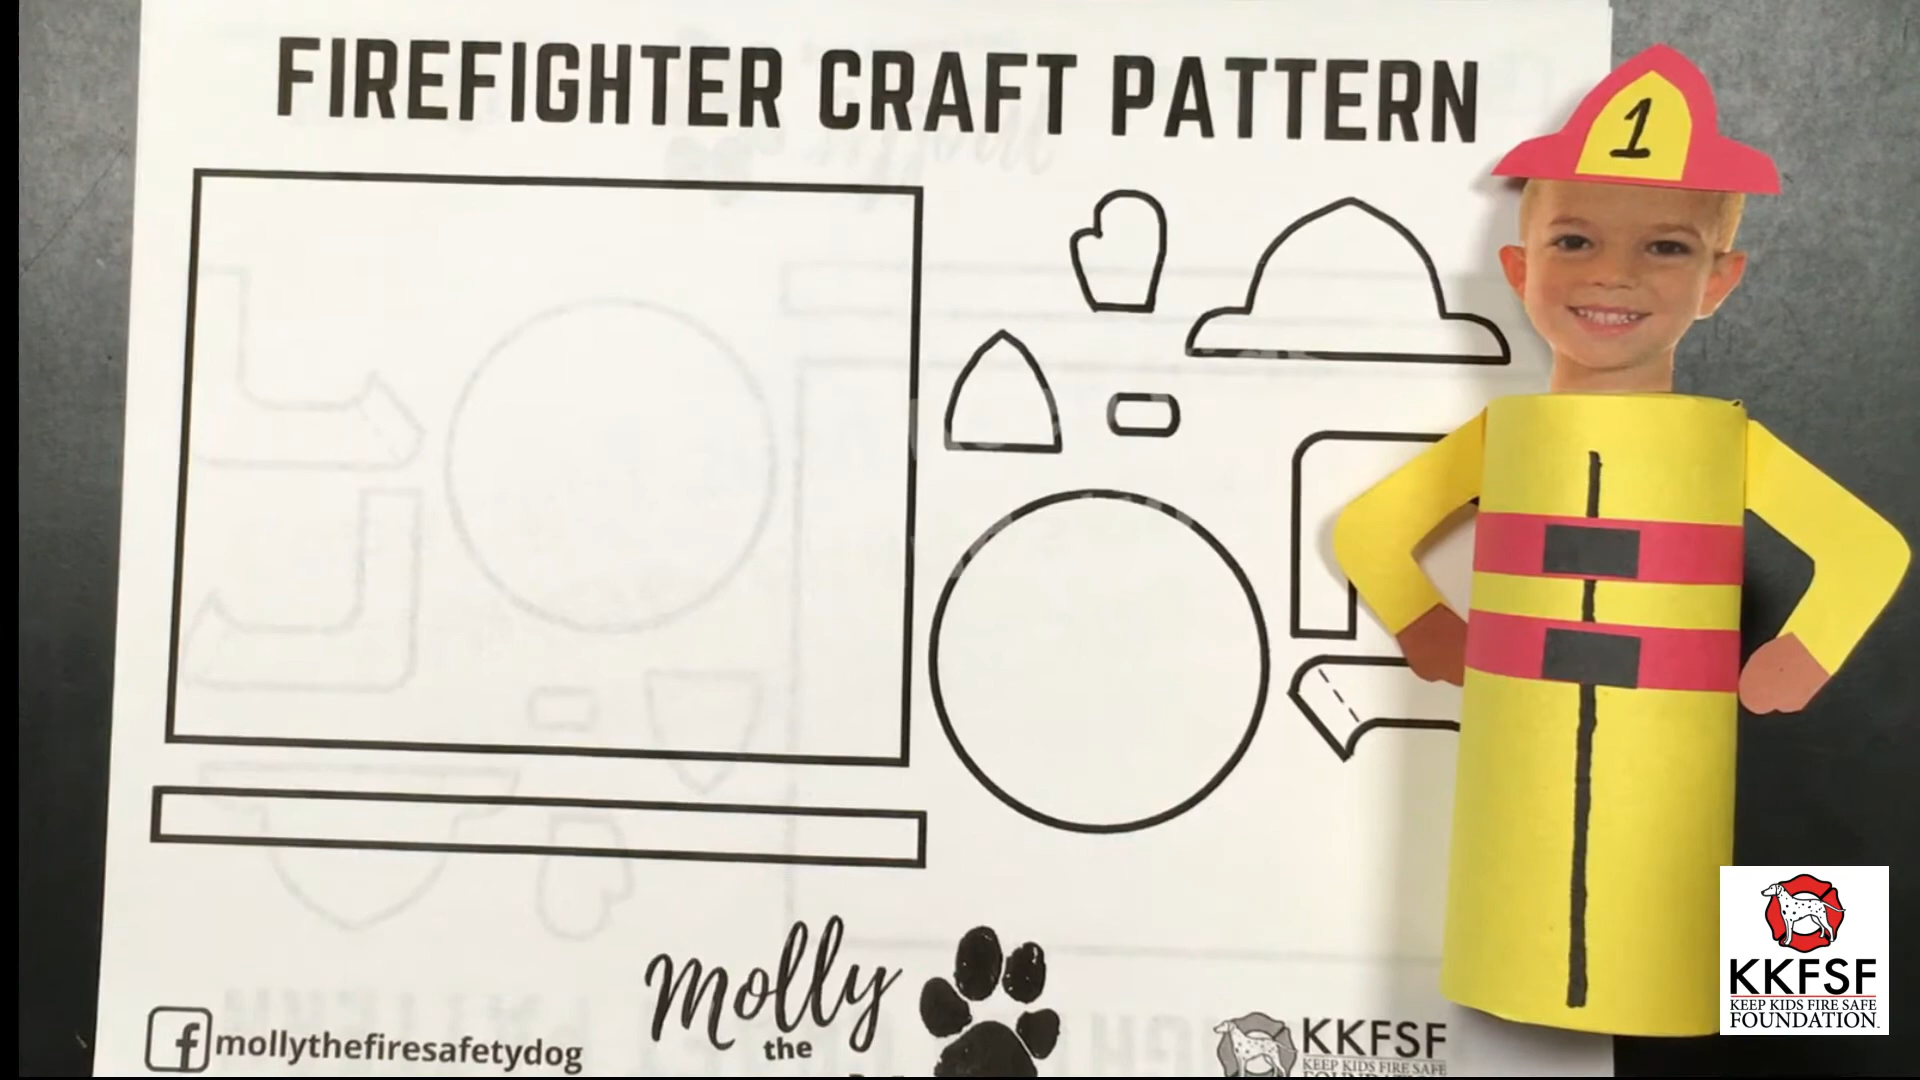 FIREFIGHTER CRAFT PATTERN
1
Molly
the
f mollythefiresafetydog
KKFSF
KEEP KIDS FIRE SAFE
KKFSF
KEEP KIDS FIRE SAFE
FOUNDATION